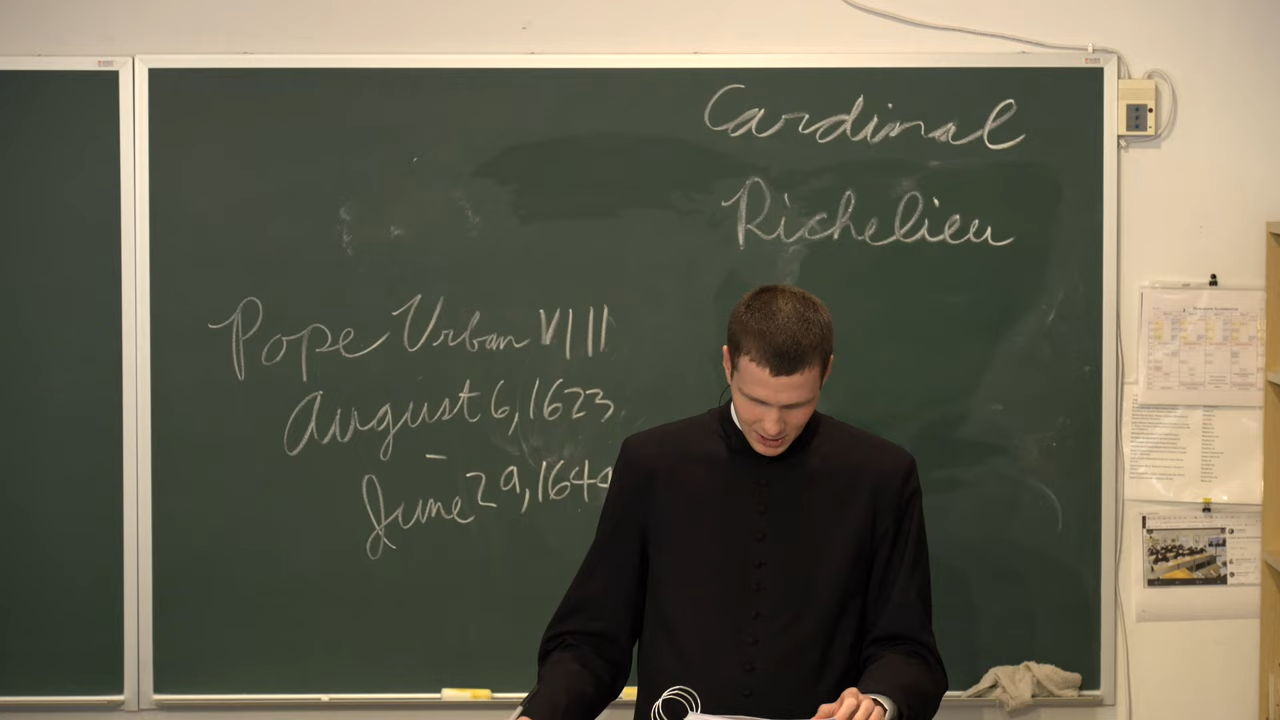 Cardinal
Richelieu
Pope Urban VIII
August 6, 1623
–
June 29, 1644